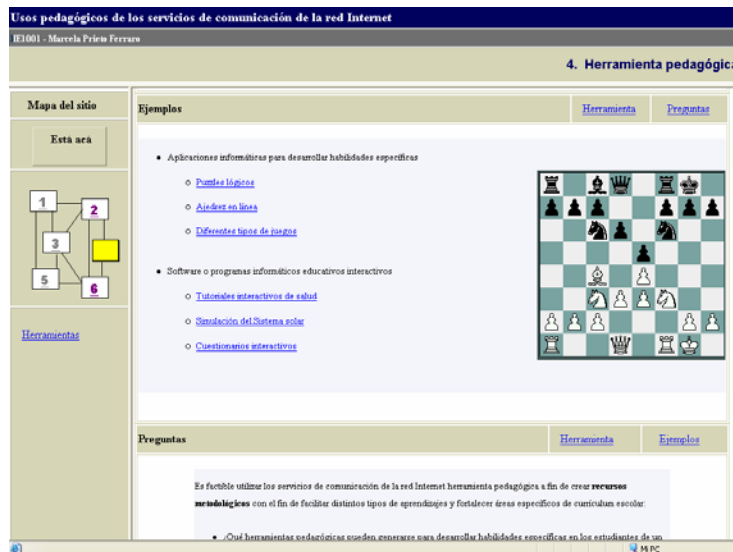 Usos pedagógicos de los servicios de comunicación de la red Internet
IE1001 - Marcela Prieto Ferraro
4. Herramienta pedagógica
Mapa del sitio
Está acá
1
2
3
5
6
Herramientas
Ejemplos
Herramienta
Preguntas
Aplicaciones informáticas para desarrollar habilidades específicas
Puzzles lógicos
Ajedrez en línea
Diferentes tipos de juegos
Software o programas informáticos educativos interactivos
Tutoriales interactivos de salud
Simulación del Sistema solar
Cuestionarios interactivos
Preguntas
Herramienta
Ejemplos
Es factible utilizar los servicios de comunicación de la red Internet herramienta pedagógica a fin de crear recursos
metodológicos con el fin de facilitar distintos tipos de aprendizajes y fortalecer áreas específicos de curriculum escolar:
¿Qué herramientas pedagógicas pueden generarse para desarrollar habilidades específicas en los estudiantes de un
Mi PC